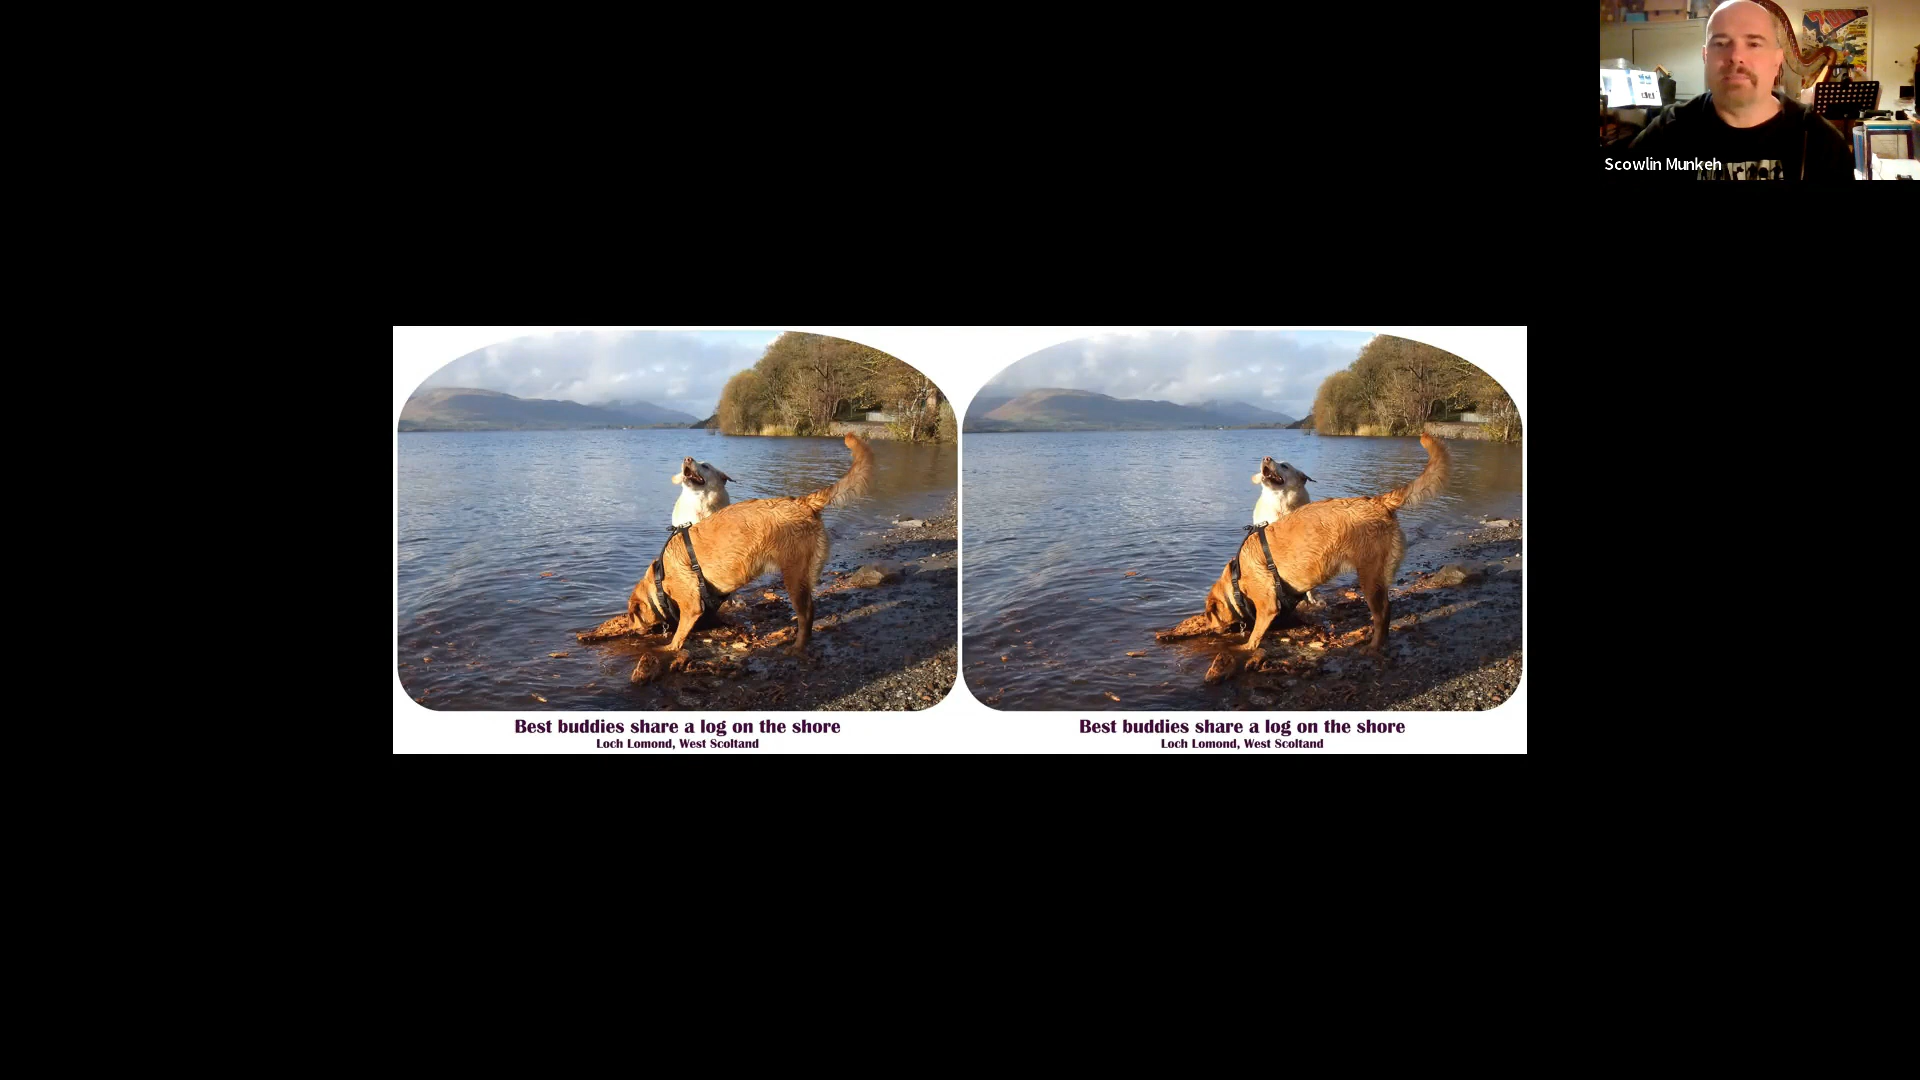 Scowlin Munkeh
Best buddies share a log on the shore
Loch Lomond, West Scoltand
Best buddies share a log on the shore
Loch Lomond, West Scoltand